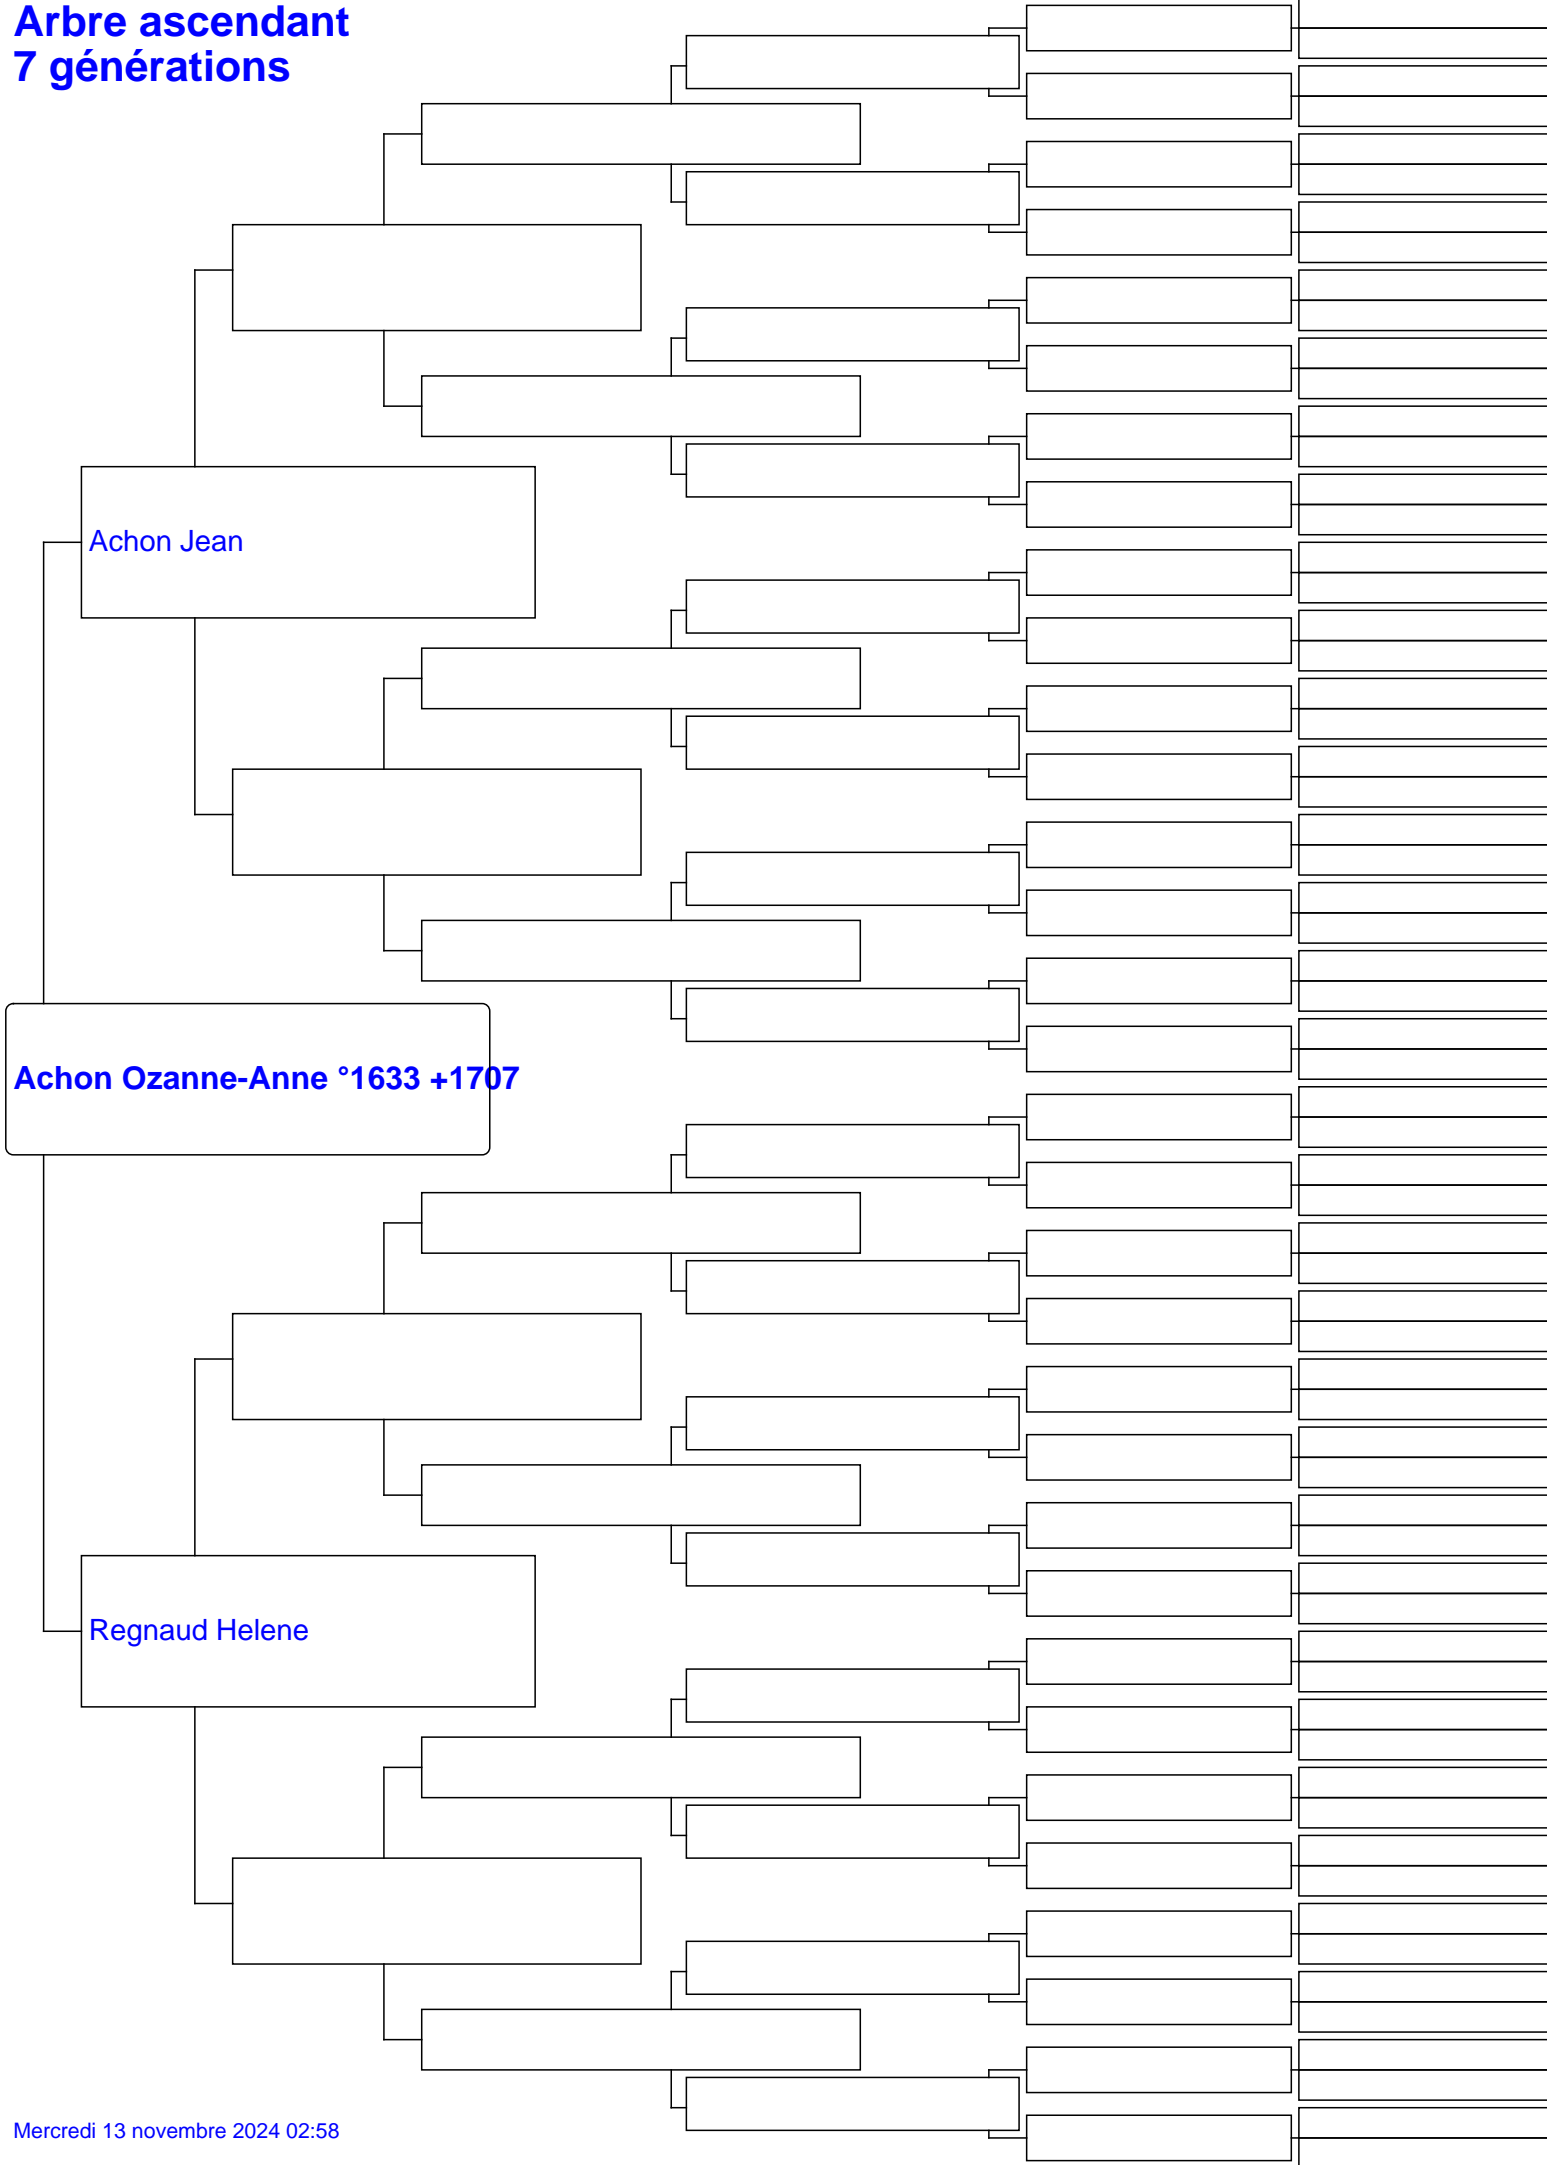 Arbre ascendant
7 générations
Achon Jean
Achon Ozanne-Anne °1633 +1707
Regnaud Helene
Mercredi 13 novembre 2024 02:58